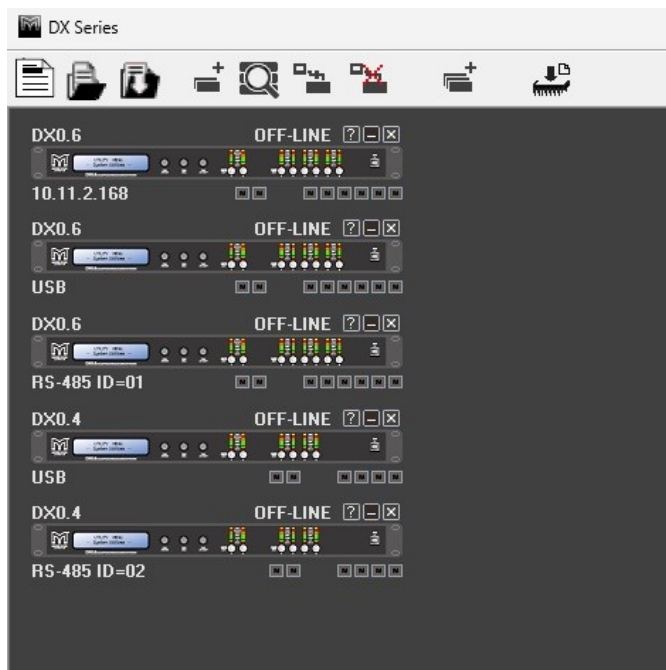 DX Series
DX0.6 OFF-LINE ? – X
10.11.2.168 M M M M M M M M
DX0.6 OFF-LINE ? – X
USB M M M M M M M M
DX0.6 OFF-LINE ? – X
RS-485 ID=01 M M M M M M M M
DX0.4 OFF-LINE ? – X
USB M M M M M M
DX0.4 OFF-LINE ? – X
RS-485 ID=02 M M M M M M